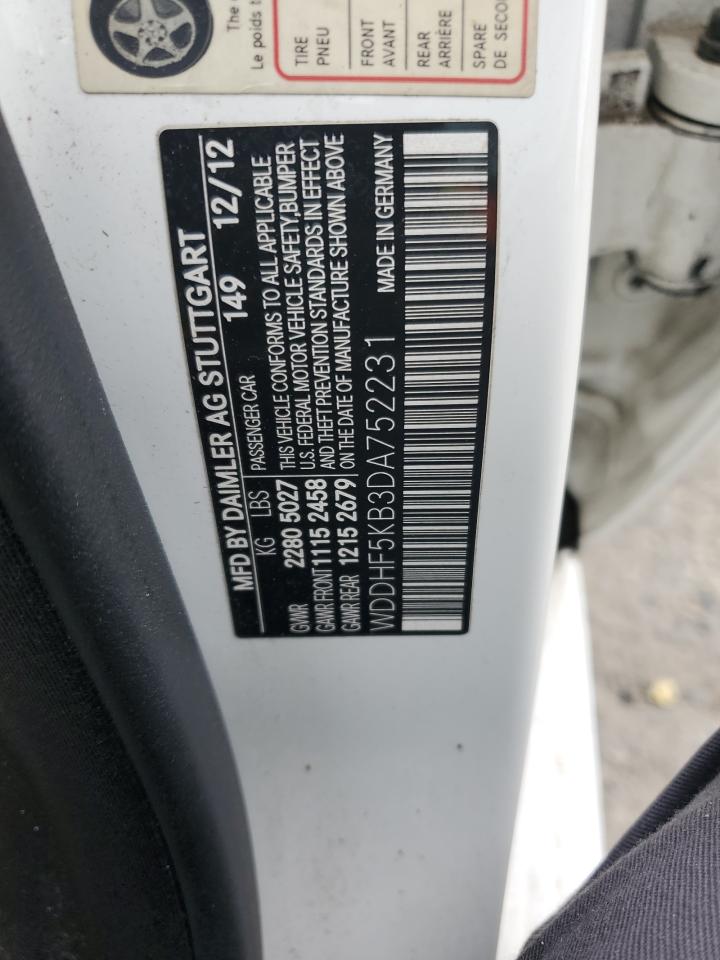 The
Le poids t
TIRE
PNEU
FRONT
AVANT
REAR
ARRIÈRE
SPARE
DE SECO
MFD BY DAIMLER AG STUTTGART
149 12/12
KG LBS
PASSENGER CAR
GVWR 2280 5027
GAWR FRONT 1115 2458
GAWR REAR 1215 2679
THIS VEHICLE CONFORMS TO ALL APPLICABLE
U.S. FEDERAL MOTOR VEHICLE SAFETY,BUMPER
AND THEFT PREVENTION STANDARDS IN EFFECT
ON THE DATE OF MANUFACTURE SHOWN ABOVE
MADE IN GERMANY
WDDHF5KB3DA752231